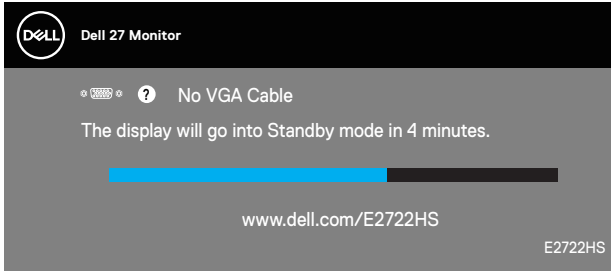 DELL
Dell 27 Monitor
? No VGA Cable
The display will go into Standby mode in 4 minutes.
www.dell.com/E2722HS
E2722HS